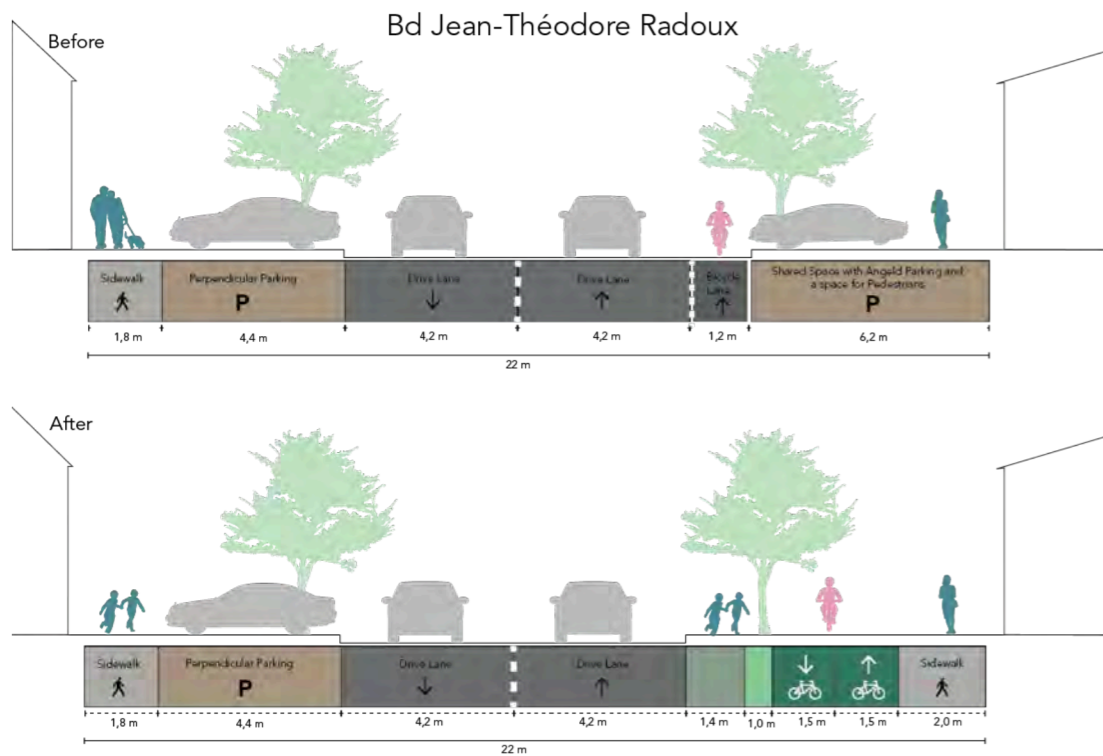 Bd Jean-Théodore Radoux
Before
Sidewalk
Perpendicular Parking
P
Drive Lane
Drive Lane
Bicycle
Lane
Shared Space with Angeld Parking and
a space for Pedestrians
P
1,8 m
4,4 m
4,2 m
4,2 m
1,2 m
6,2 m
22 m
After
Sidewalk
Perpendicular Parking
P
Drive Lane
Drive Lane
Sidewalk
1,8 m
4,4 m
4,2 m
4,2 m
1,4 m
1,0 m
1,5 m
1,5 m
2,0 m
22 m